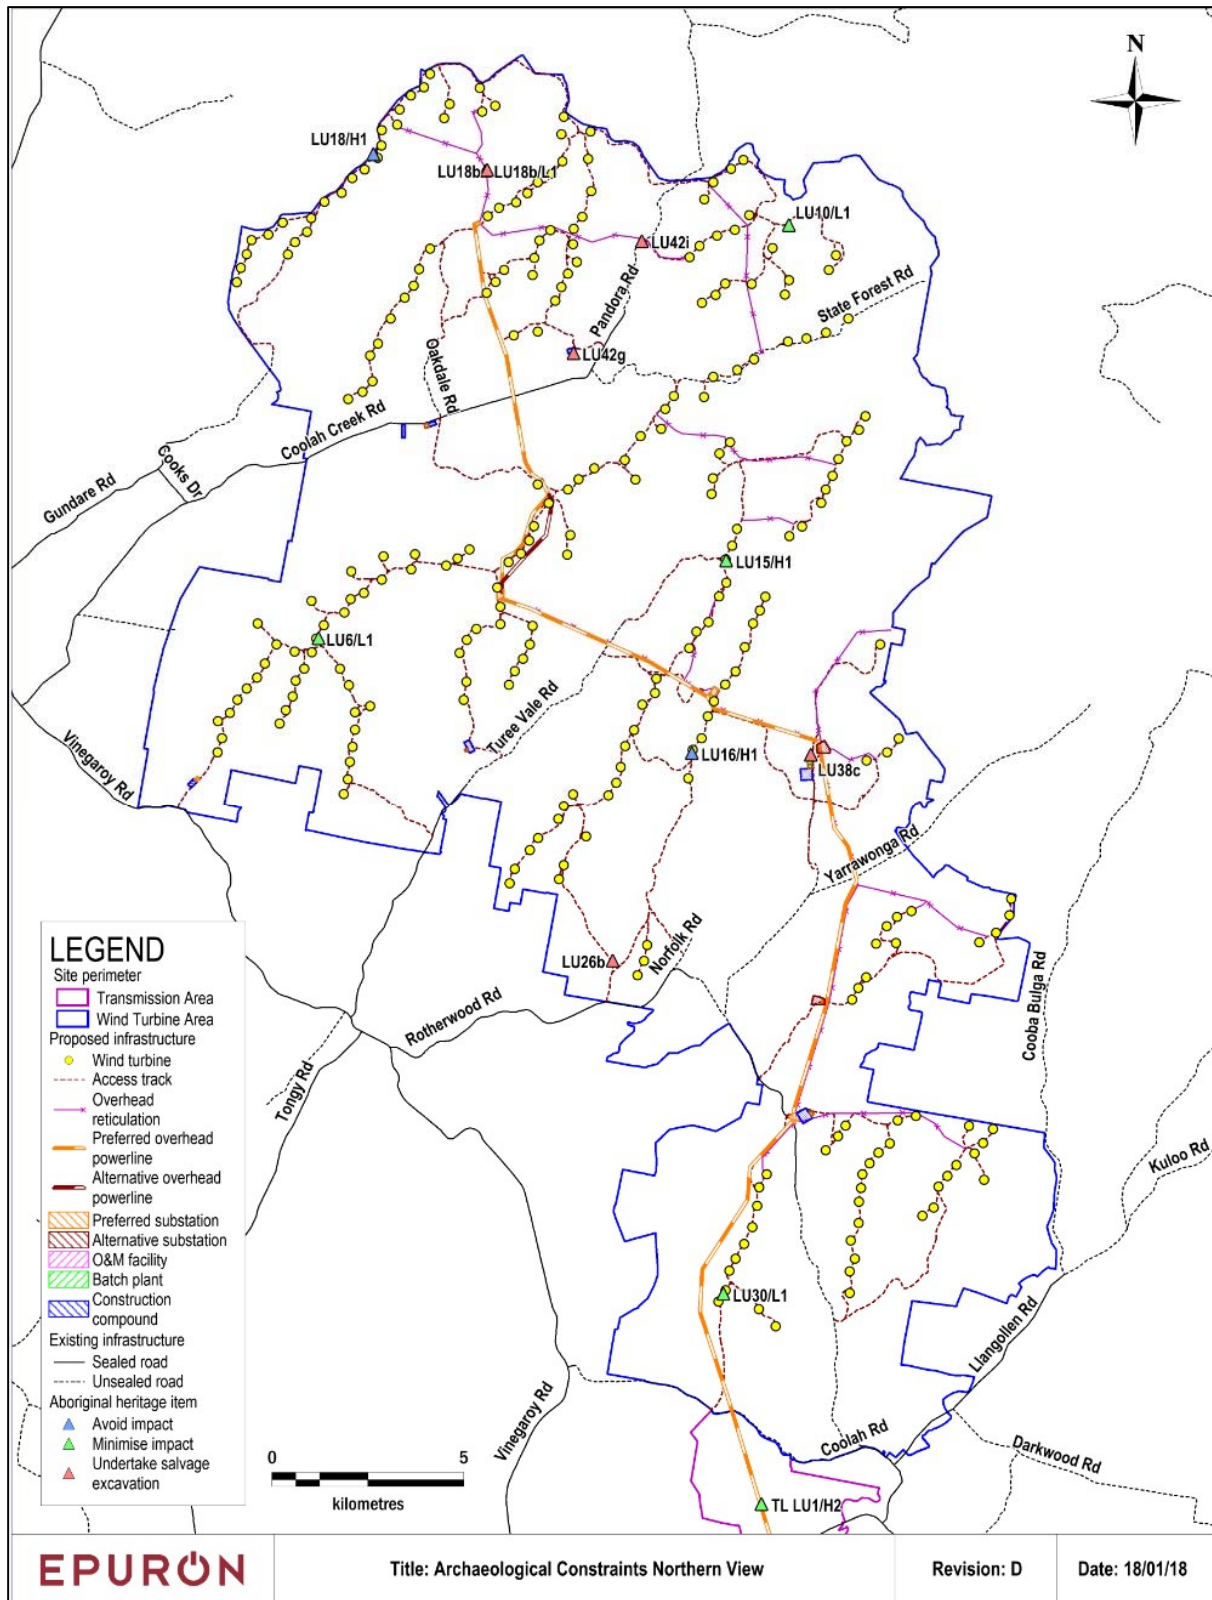 N
LU18/H1
LU18b
LU18b/L1
LU10/L1
LU42i
Pandora Rd
State Forest Rd
LU42g
Oakdale Rd
Coolah Creek Rd
Cooks Dr
Gundare Rd
LU15/H1
LU6/L1
Turee Vale Rd
LU16/H1
LU38c
Vinegaroy Rd
Yarrawonga Rd
LU26b
Norfolk Rd
Rotherwood Rd
Cooba Bulga Rd
Tongy Rd
Kuloo Rd
LU30/L1
Llangollen Rd
Vinegaroy Rd
Coolah Rd
Darkwood Rd
TL LU1/H2
LEGEND
Site perimeter
Transmission Area
Wind Turbine Area
Proposed infrastructure
Wind turbine
Access track
Overhead
reticulation
Preferred overhead
powerline
Alternative overhead
powerline
Preferred substation
Alternative substation
O&M facility
Batch plant
Construction
compound
Existing infrastructure
Sealed road
Unsealed road
Aboriginal heritage item
Avoid impact
Minimise impact
Undertake salvage
excavation
0 5
kilometres
EPURON
Title: Archaeological Constraints Northern View
Revision: D
Date: 18/01/18